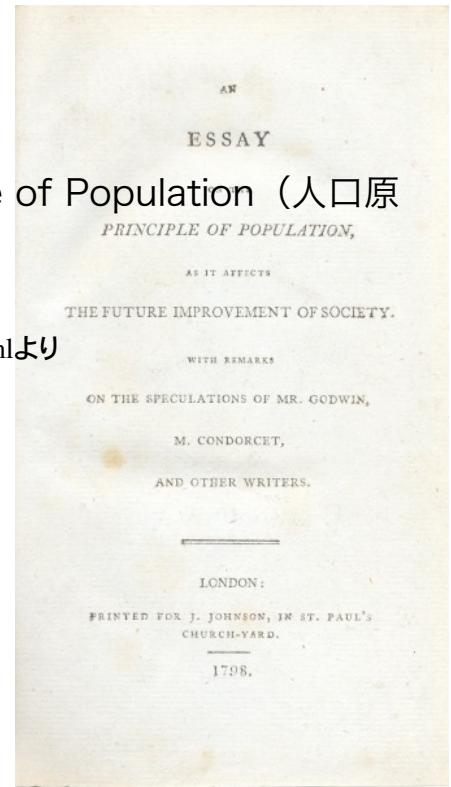 AN
ESSAY
e of Population（人口原
PRINCIPLE OF POPULATION,
AS IT AFFECTS
THE FUTURE IMPROVEMENT OF SOCIETY.
nlより
WITH REMARKS
ON THE SPECULATIONS OF MR. GODWIN,
M. CONDORCET,
AND OTHER WRITERS.
LONDON:
PRINTED FOR J. JOHNSON, IN ST. PAUL'S
CHURCH-YARD.
1798.